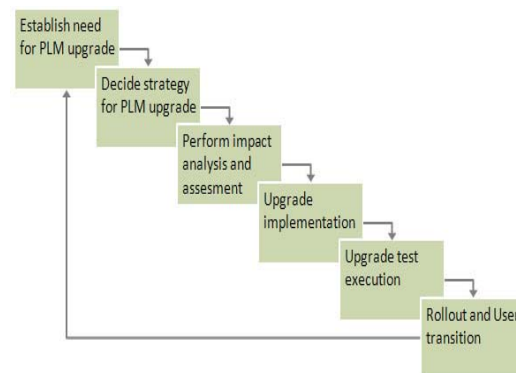 Establish need
for PLM upgrade
Decide strategy
for PLM upgrade
Perform impact
analysis and
assesment
Upgrade
implementation
Upgrade test
execution
Rollout and User
transition